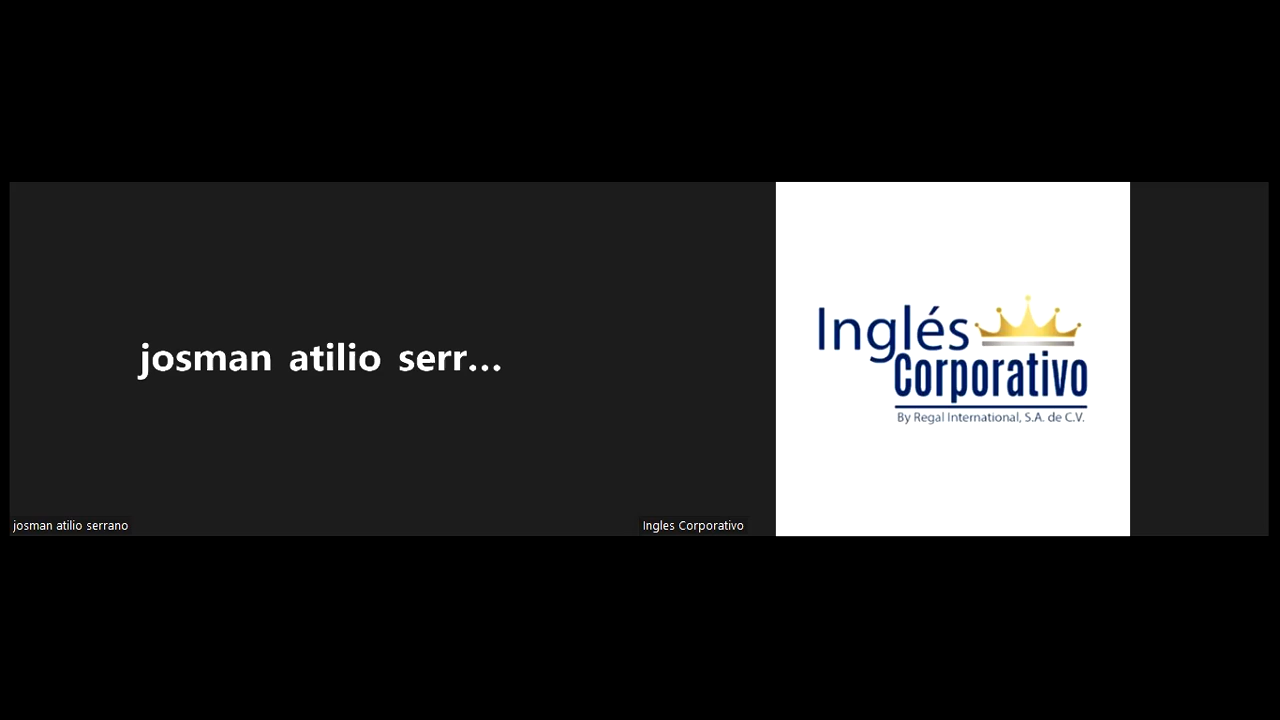 josman atilio serr...
josman atilio serrano
Inglés
Corporativo
By Regal International, S.A. de C.V.
Ingles Corporativo